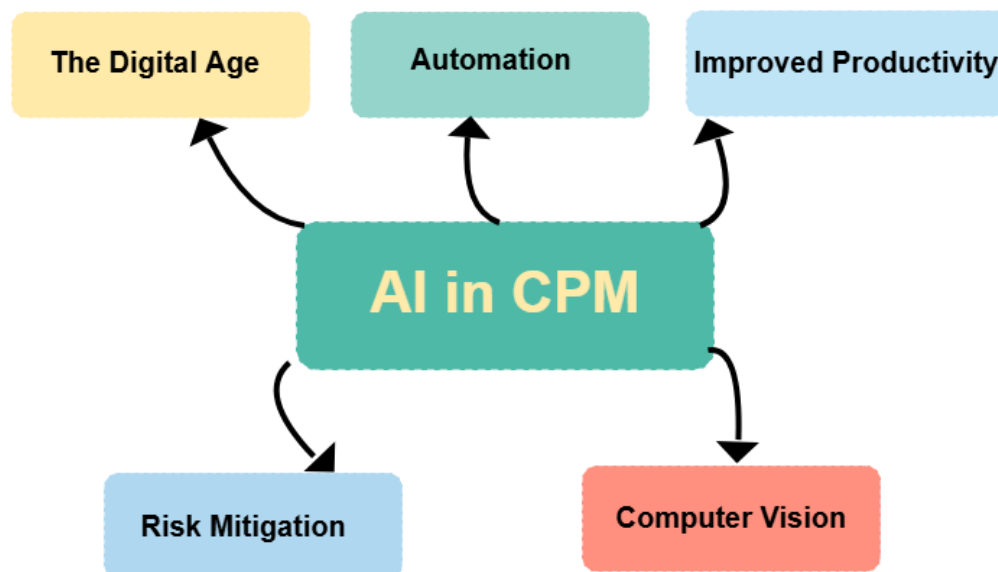 The Digital Age
Automation
Improved Productivity
AI in CPM
Risk Mitigation
Computer Vision